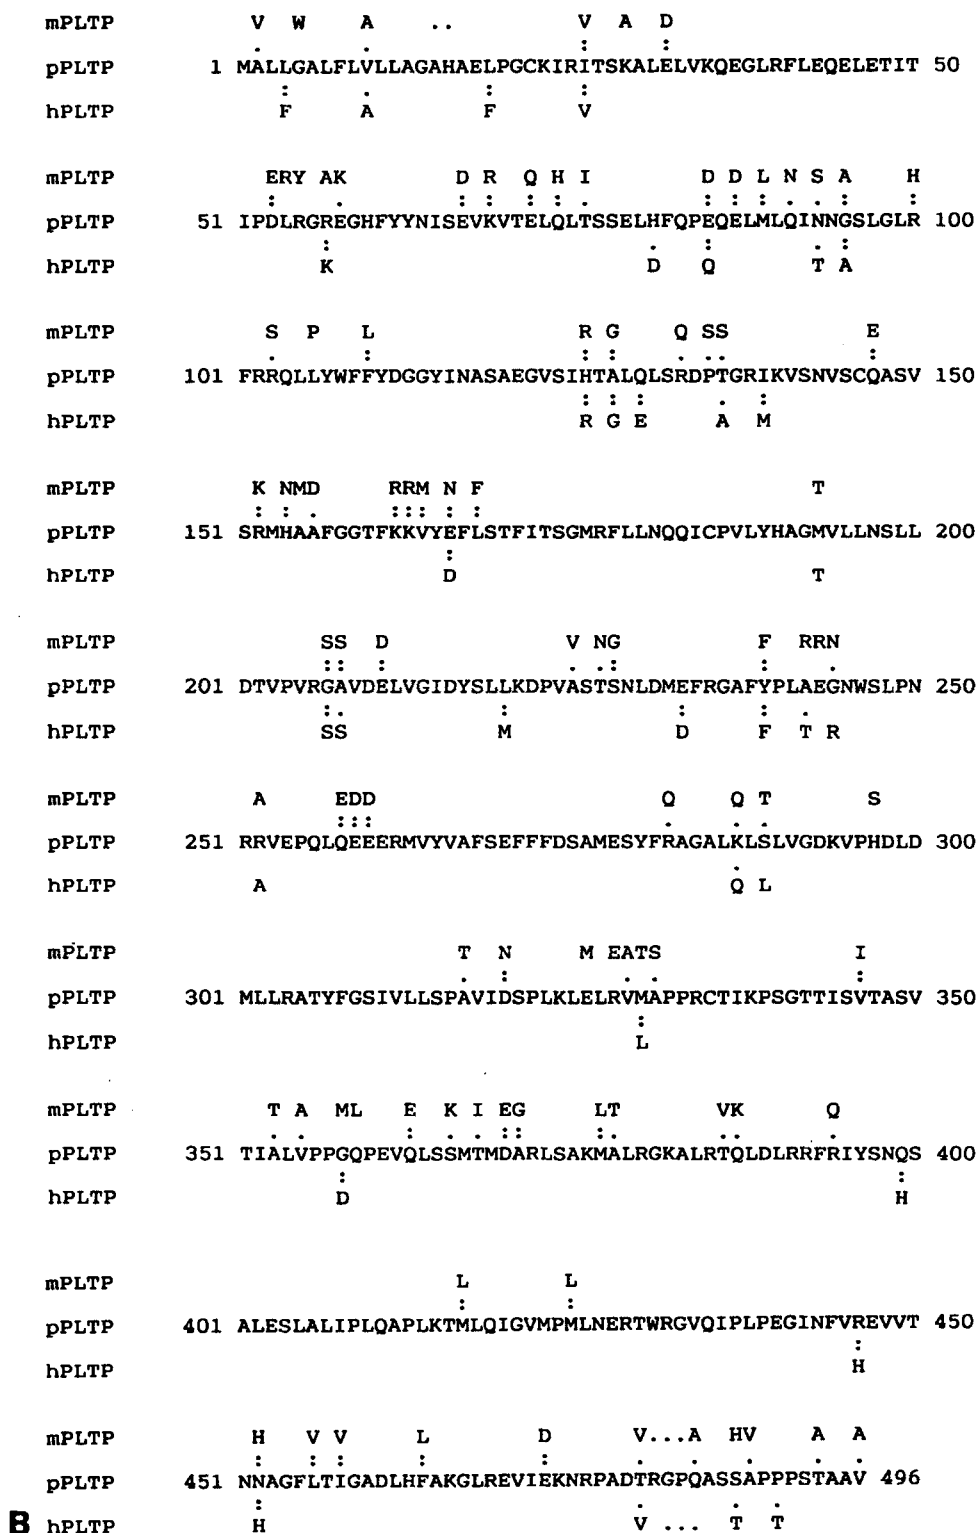 mPLTP V W A .. V A D
. . : :
pPLTP 1 MALLGALFLVLLAGAHAELPGCKIRITSKALELVKQEGLRFLEQELETIT 50
: . : :
hPLTP F A F V
mPLTP ERY AK D R Q H I D D L N S A H
: . : : : : . : : : . . : :
pPLTP 51 IPDLRGREGHFYYNISEVKVTELQLTSSELHFQPEQELMLQINNGSLGLR 100
: . : . :
hPLTP K D Q T A
mPLTP S P L R G Q SS E
. : : : . .. :
pPLTP 101 FRRQLLYWFFYDGGYINASAEGVSIHTALQLSRDPTGRIKVSNVSCQASV 150
: : : . :
hPLTP R G E A M
mPLTP K NMD RRM N F T
: : . ::: : :
pPLTP 151 SRMHAAFGGTFKKVYEFLSTFITSGMRFLLNQQICPVLYHAGMVLLNSLL 200
:
hPLTP D T
mPLTP SS D V NG F RRN
:: : . .: : .
pPLTP 201 DTVPVRGAVDELVGIDYSLLKDPVASTSNLDMEFRGAFYPLAEGNWSLPN 250
:. : : : .
hPLTP SS M D F T R
mPLTP A EDD Q Q T S
::: . . .
pPLTP 251 RRVEPQLQEEERMVYVAFSEFFFDSAMESYFRAGALKLSLVGDKVPHDLD 300
.
hPLTP A Q L
mPLTP T N M EATS I
. : . . :
pPLTP 301 MLLRATYFGSIVLLSPAVIDSPLKLELRVMAPPRCTIKPSGTTISVTASV 350
:
hPLTP L
mPLTP T A ML E K I EG LT VK Q
. . : . . :: :. .. .
pPLTP 351 TIALVPPGQPEVQLSSMTMDARLSAKMALRGKALRTQLDLRRFRIYSNQS 400
: :
hPLTP D H
mPLTP L L
: :
pPLTP 401 ALESLALIPLQAPLKTMLQIGVMPMLNERTWRGVQIPLPEGINFVREVVT 450
:
hPLTP H
mPLTP H V V L D V...A HV A A
: : : : : . . . . .
pPLTP 451 NNAGFLTIGADLHFAKGLREVIEKNRPADTRGPQASSAPPPSTAAV 496
: . . .
B hPLTP H V ... T T